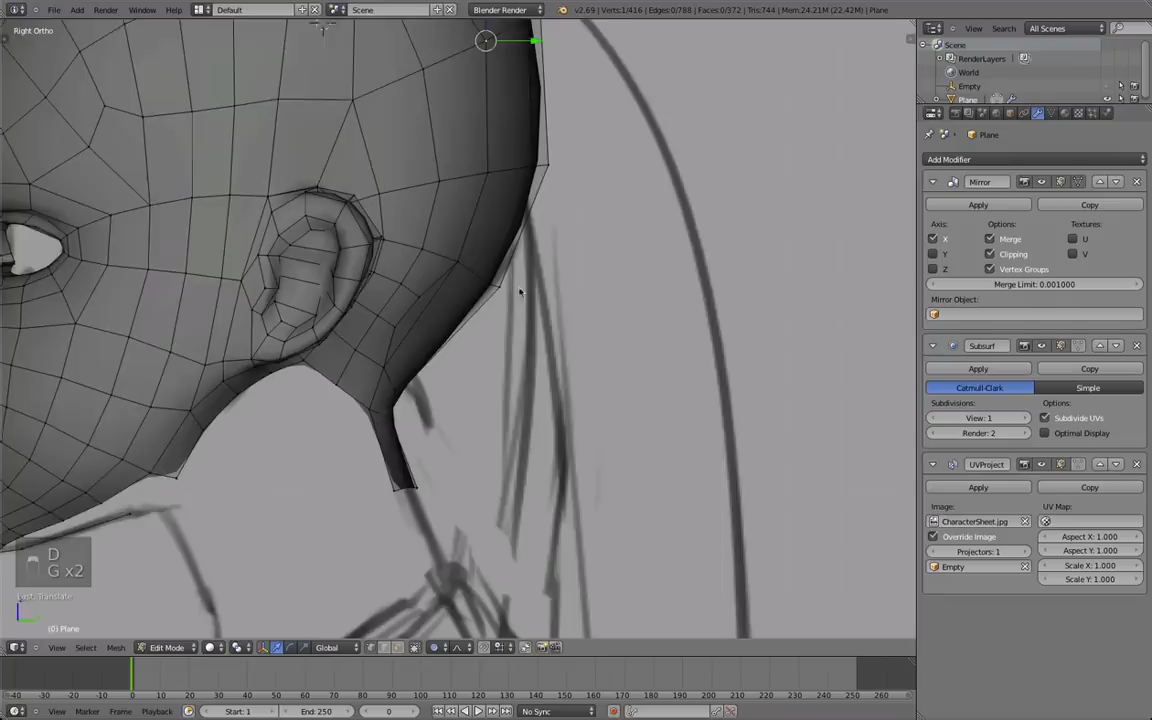 File Add Render Window Help Default Scene Blender Render v2.69 | Verts:1/416 | Edges:0/788 | Faces:0/372 | Tris:744 | Mem:24.21M (22.42M) | Plane
Right Ortho
View Search All Scenes
Scene
RenderLayers
World
Empty
Plane
Plane
Add Modifier
Mirror
Apply Copy
Axis: Options: Textures:
X Merge U
Y Clipping V
Z Vertex Groups
Merge Limit: 0.001000
Mirror Object:
Subsurf
Apply Copy
Catmull-Clark Simple
Subdivisions: Options:
View: 1 Subdivide UVs
Render: 2 Optimal Display
UVProject
Apply Copy
Image: UV Map:
CharacterSheet.jpg
Override Image Aspect X: 1.000
Projectors: 1 Aspect Y: 1.000
Empty Scale X: 1.000
Scale Y: 1.000
D
G x2
Last: Translate
(0) Plane
View Select Mesh Edit Mode Global
-40 -30 -20 -10 0 10 20 30 40 50 60 70 80 90 100 110 120 130 140 150 160 170 180 190 200 210 220 230 240 250 260
View Marker Frame Playback Start: 1 End: 250 0 No Sync